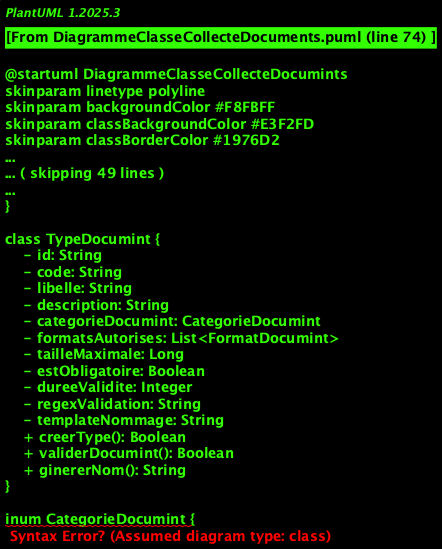 PlantUML 1.2025.3
[From DiagrammeClasseCollecteDocuments.puml (line 74) ]
@startuml DiagrammeClasseCollecteDocumints
skinparam linetype polyline
skinparam backgroundColor #F8FBFF
skinparam classBackgroundColor #E3F2FD
skinparam classBorderColor #1976D2
...
... ( skipping 49 lines )
...
}
class TypeDocumint {
- id: String
- code: String
- libelle: String
- description: String
- categorieDocumint: CategorieDocumint
- formatsAutorises: List<FormatDocumint>
- tailleMaximale: Long
- estObligatoire: Boolean
- dureeValidite: Integer
- regexValidation: String
- templateNommage: String
+ creerType(): Boolean
+ validerDocumint(): Boolean
+ ginererNom(): String
}
inum CategorieDocumint {
Syntax Error? (Assumed diagram type: class)